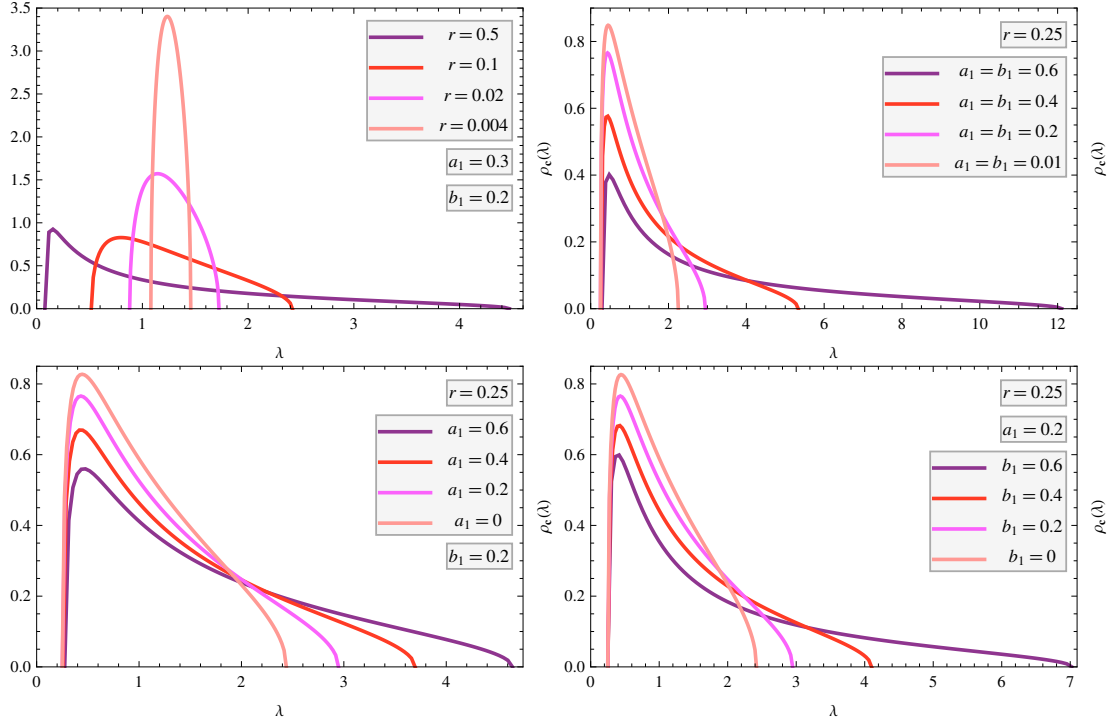 3.5
3.0
2.5
2.0
1.5
1.0
0.5
0.0
0 1 2 3 4
λ
r = 0.5
r = 0.1
r = 0.02
r = 0.004
a₁ = 0.3
b₁ = 0.2
ρc(λ)
0.8
0.6
0.4
0.2
0.0
0 2 4 6 8 10 12
λ
r = 0.25
a₁ = b₁ = 0.6
a₁ = b₁ = 0.4
a₁ = b₁ = 0.2
a₁ = b₁ = 0.01
ρc(λ)
0.8
0.6
0.4
0.2
0.0
0 1 2 3 4
λ
r = 0.25
a₁ = 0.6
a₁ = 0.4
a₁ = 0.2
a₁ = 0
b₁ = 0.2
ρc(λ)
0.8
0.6
0.4
0.2
0.0
0 1 2 3 4 5 6 7
λ
r = 0.25
a₁ = 0.2
b₁ = 0.6
b₁ = 0.4
b₁ = 0.2
b₁ = 0
ρc(λ)